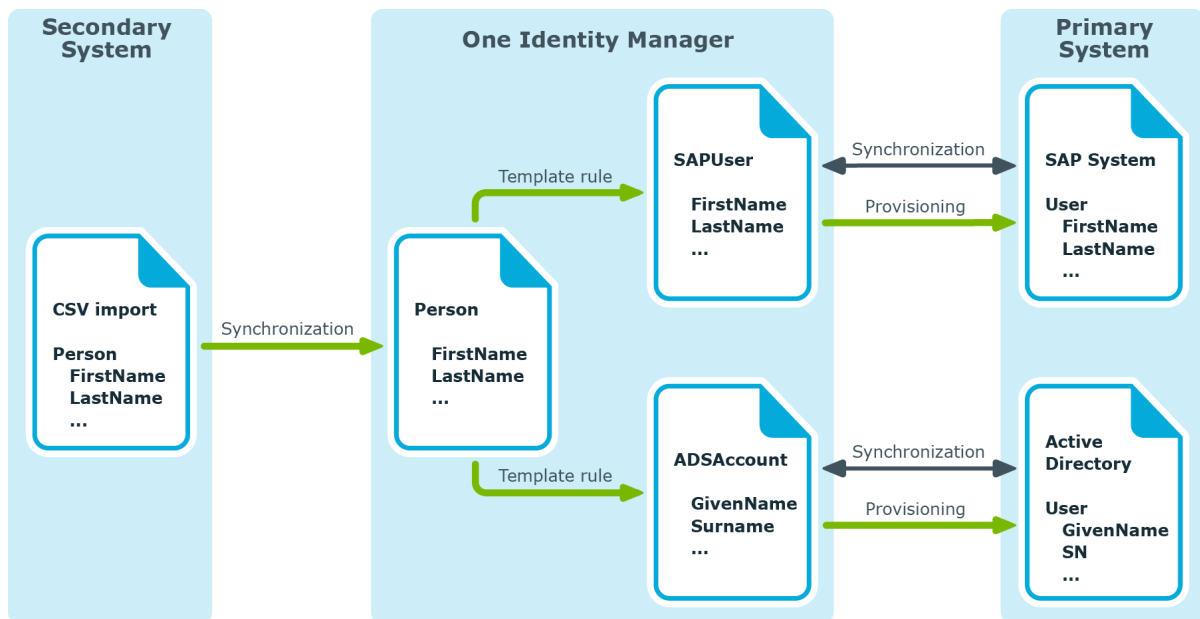 Secondary
System
One Identity Manager
Primary
System
CSV import
Person
FirstName
LastName
...
Synchronization
Person
FirstName
LastName
...
Template rule
Template rule
SAPUser
FirstName
LastName
...
ADSAccount
GivenName
Surname
...
Synchronization
Provisioning
Synchronization
Provisioning
SAP System
User
FirstName
LastName
...
Active
Directory
User
GivenName
SN
...